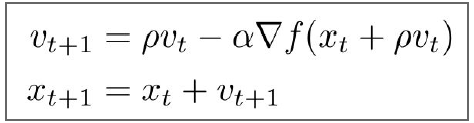 v_{t+1} = ρv_t − α∇f(x_t + ρv_t)
x_{t+1} = x_t + v_{t+1}